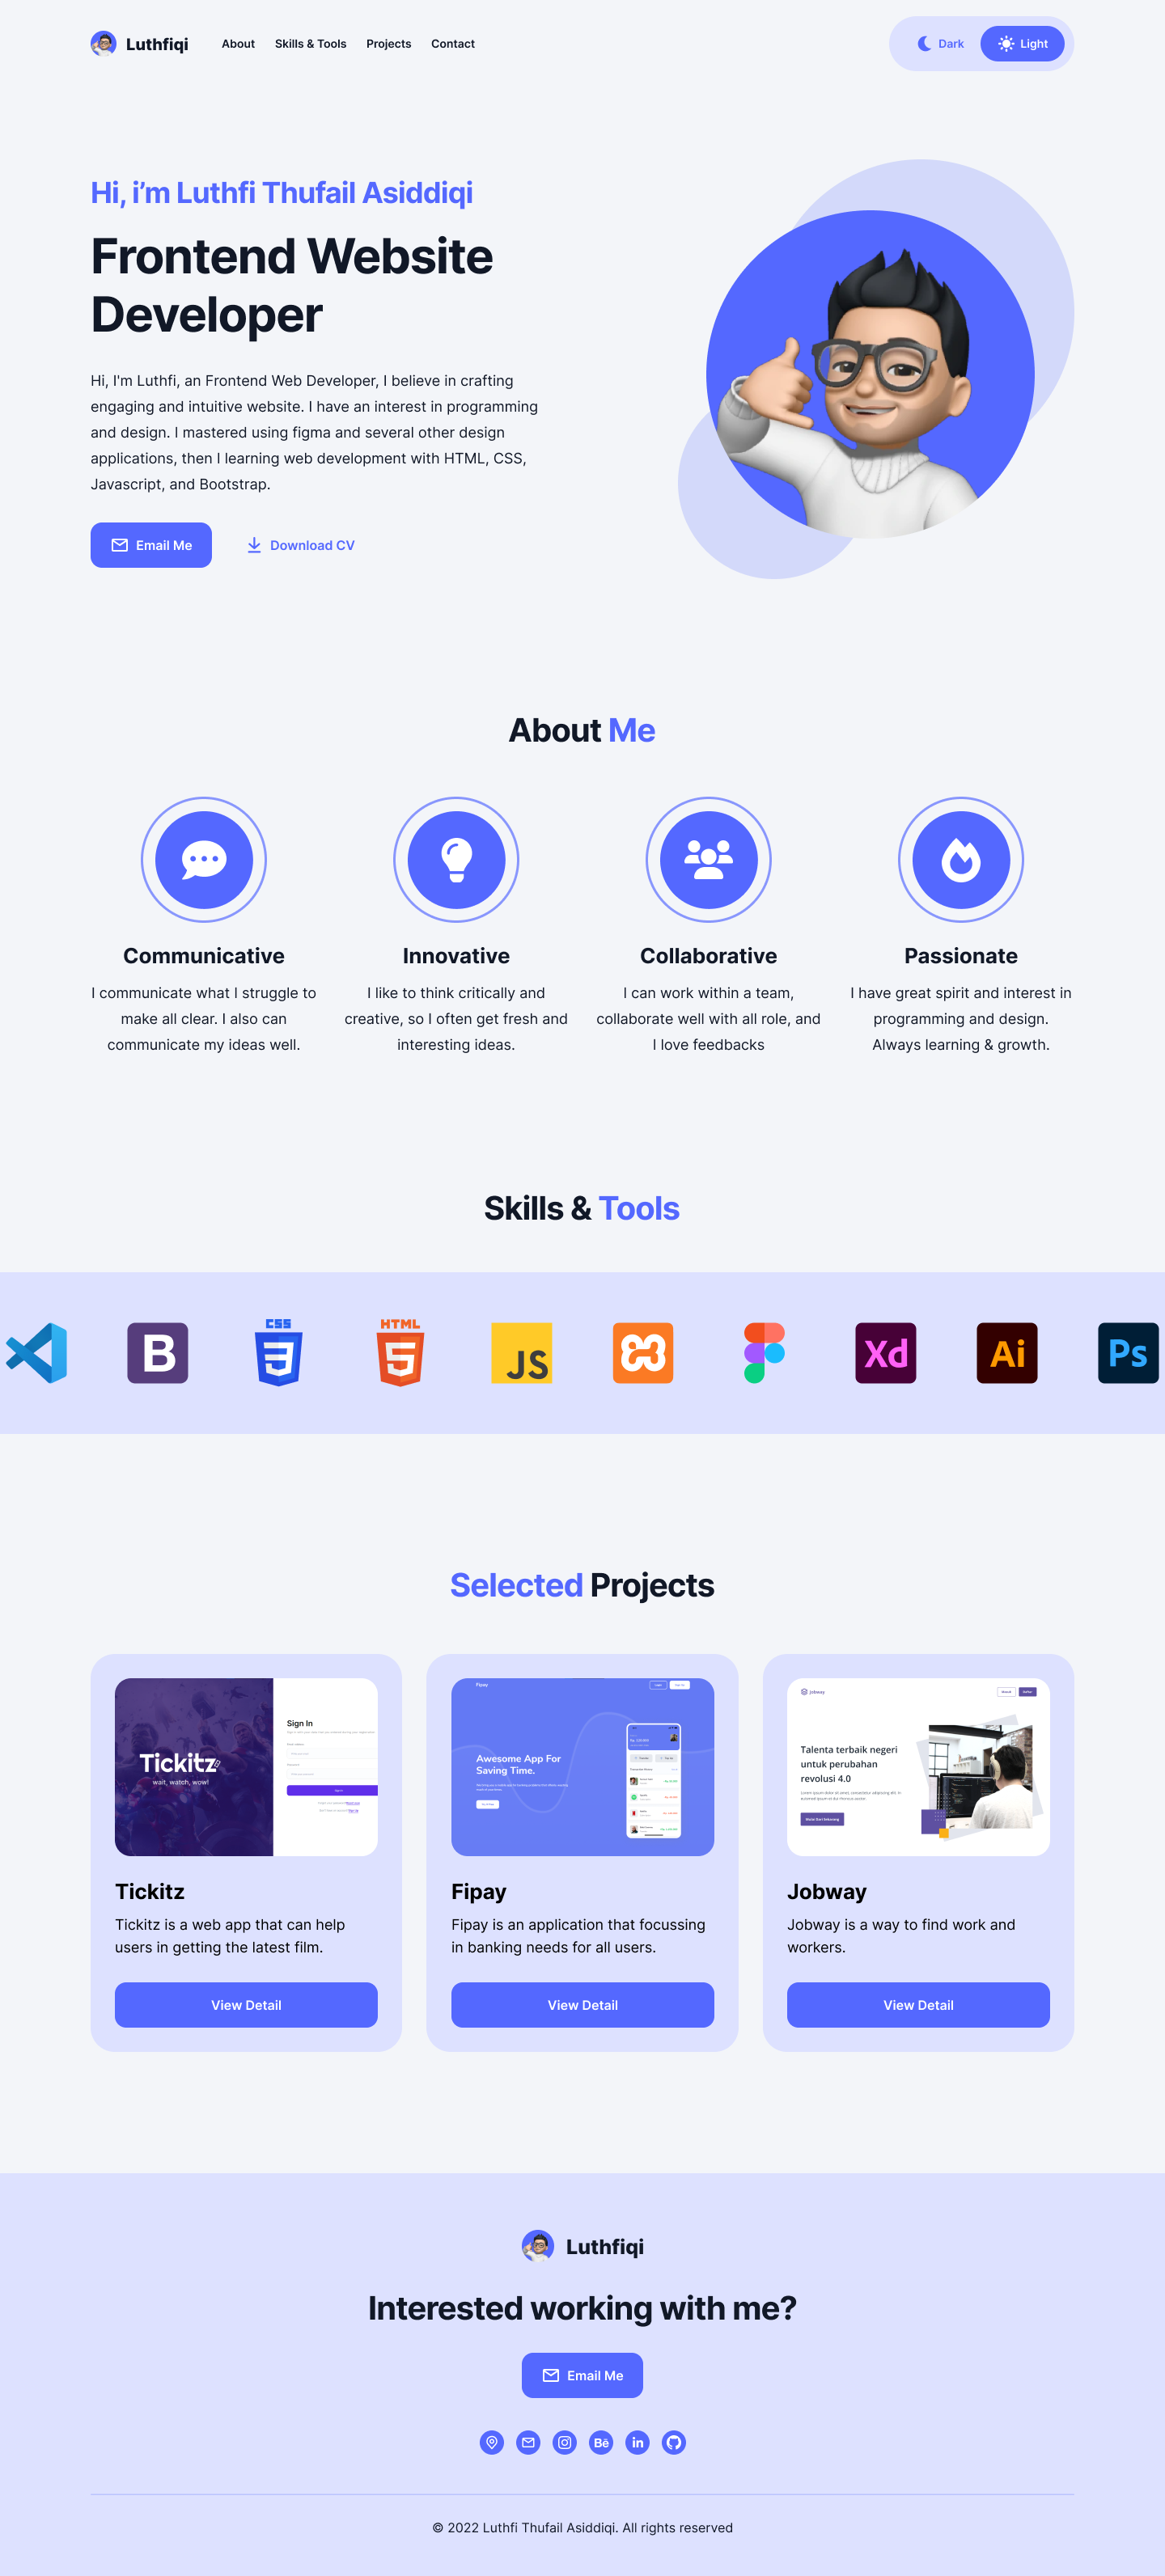 Luthfiqi
About
Skills & Tools
Projects
Contact
Dark
Light
Hi, i’m Luthfi Thufail Asiddiqi
Frontend Website
Developer
Hi, I'm Luthfi, an Frontend Web Developer, I believe in crafting
engaging and intuitive website. I have an interest in programming
and design. I mastered using figma and several other design
applications, then I learning web development with HTML, CSS,
Javascript, and Bootstrap.
Email Me
Download CV
About Me
Communicative
I communicate what I struggle to
make all clear. I also can
communicate my ideas well.
Innovative
I like to think critically and
creative, so I often get fresh and
interesting ideas.
Collaborative
I can work within a team,
collaborate well with all role, and
I love feedbacks
Passionate
I have great spirit and interest in
programming and design.
Always learning & growth.
Skills & Tools
B
CSS
3
HTML
5
JS
Xd
Ai
Ps
Selected Projects
Tickitz
wait, watch, wow!
Sign In
Tickitz
Tickitz is a web app that can help
users in getting the latest film.
View Detail
Fipay
Awesome App For
Saving Time.
Fipay
Fipay is an application that focussing
in banking needs for all users.
View Detail
Jobway
Talenta terbaik negeri
untuk perubahan
revolusi 4.0
Jobway
Jobway is a way to find work and
workers.
View Detail
Luthfiqi
Interested working with me?
Email Me
Bē
in
© 2022 Luthfi Thufail Asiddiqi. All rights reserved